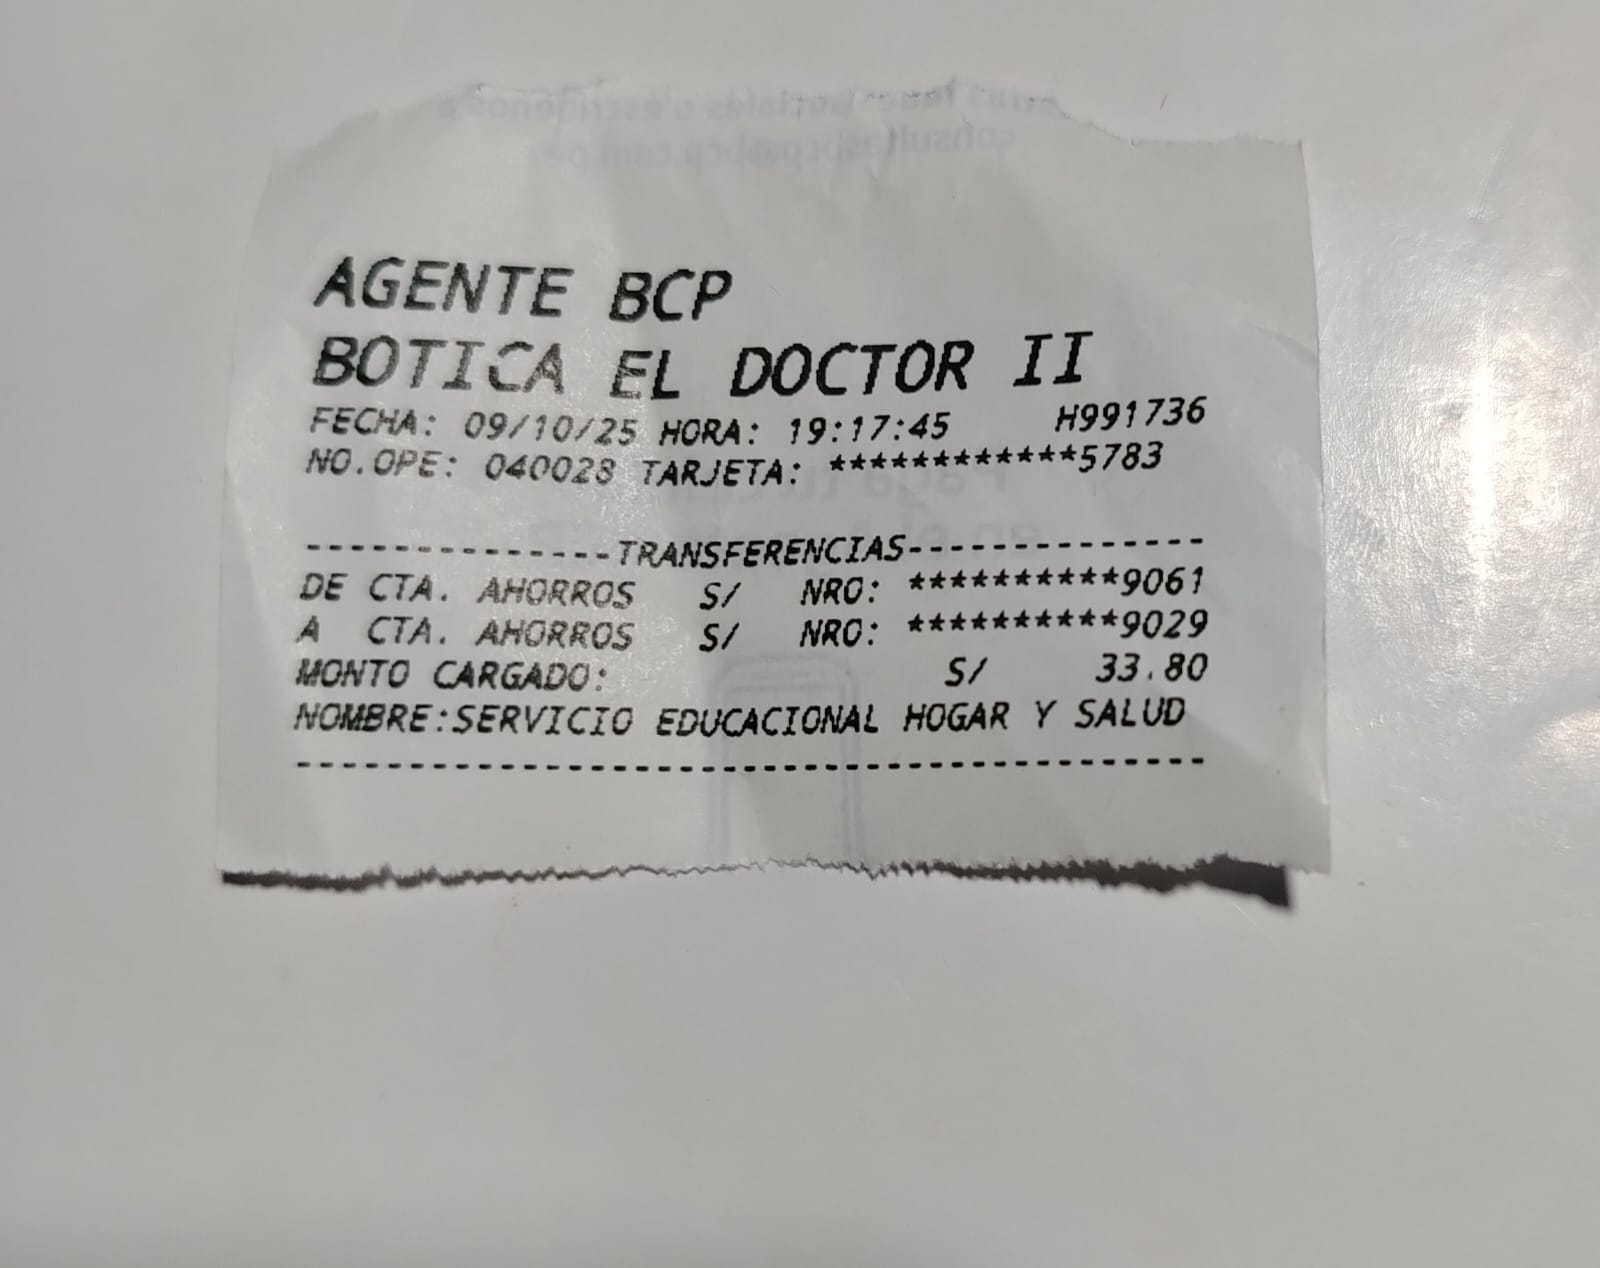 AGENTE BCP
BOTICA EL DOCTOR II
FECHA: 09/10/25 HORA: 19:17:45 H991736
NO.OPE: 040028 TARJETA: ************5783
--------------TRANSFERENCIAS--------------
DE CTA. AHORROS S/ NRO: **********9061
A CTA. AHORROS S/ NRO: **********9029
MONTO CARGADO: S/ 33.80
NOMBRE:SERVICIO EDUCACIONAL HOGAR Y SALUD
------------------------------------------